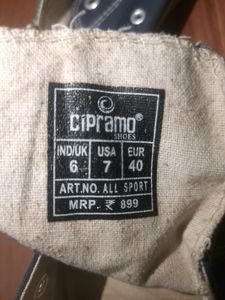 cipramo®
SHOES
IND/UK USA EUR
6 7 40
ART.NO. ALL SPORT
MRP. ₹ 899